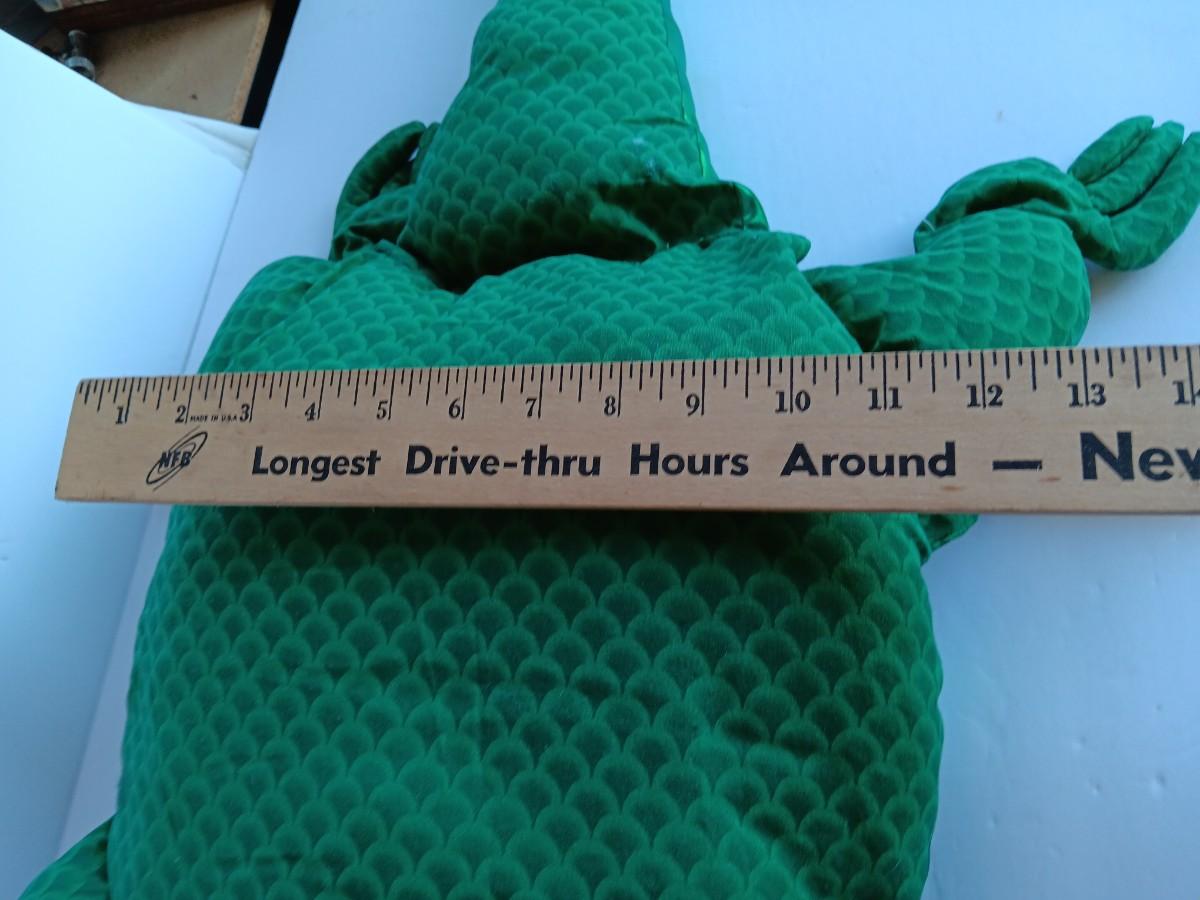 1 2 MADE IN U.S.A 3 4 5 6 7 8 9 10 11 12 13
NFB Longest Drive-thru Hours Around — New